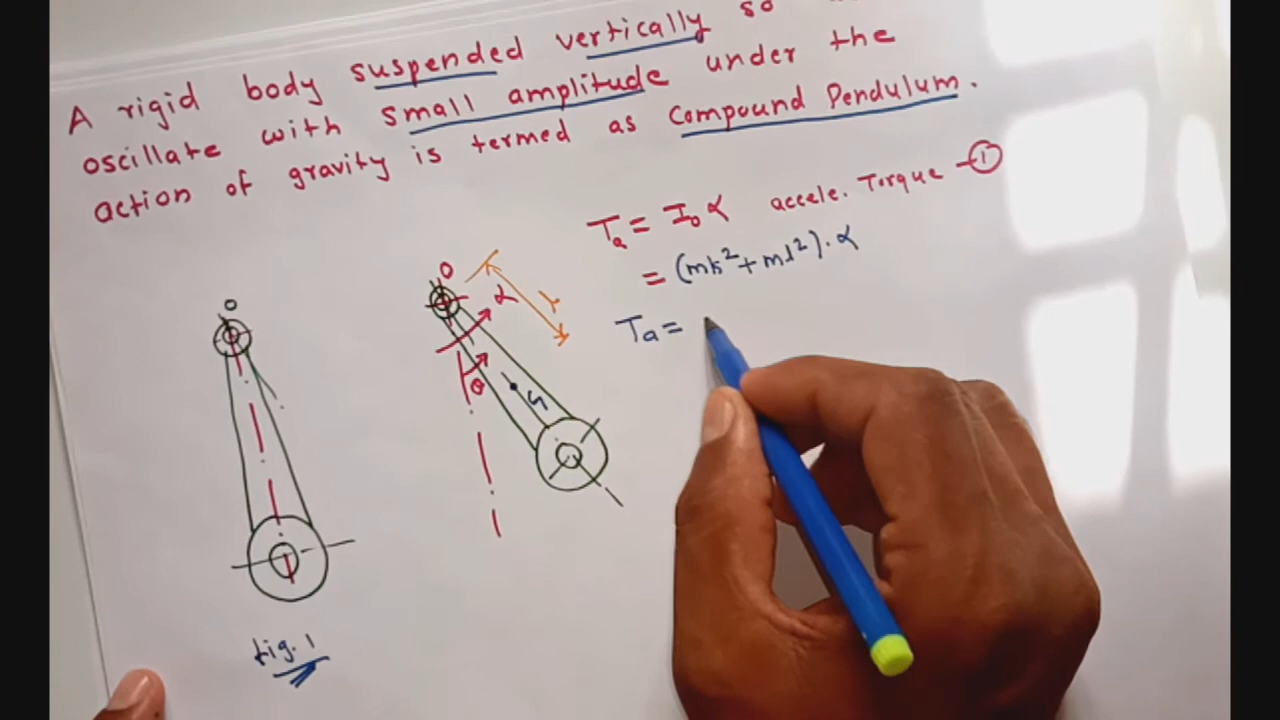 A rigid body suspended vertically so
oscillate with small amplitude under the
action of gravity is termed as Compound Pendulum.
Ta = I₀α accele. Torque -①
= (mk²+ml²).α
Ta =
O
O
α
l
θ
G
fig. 1